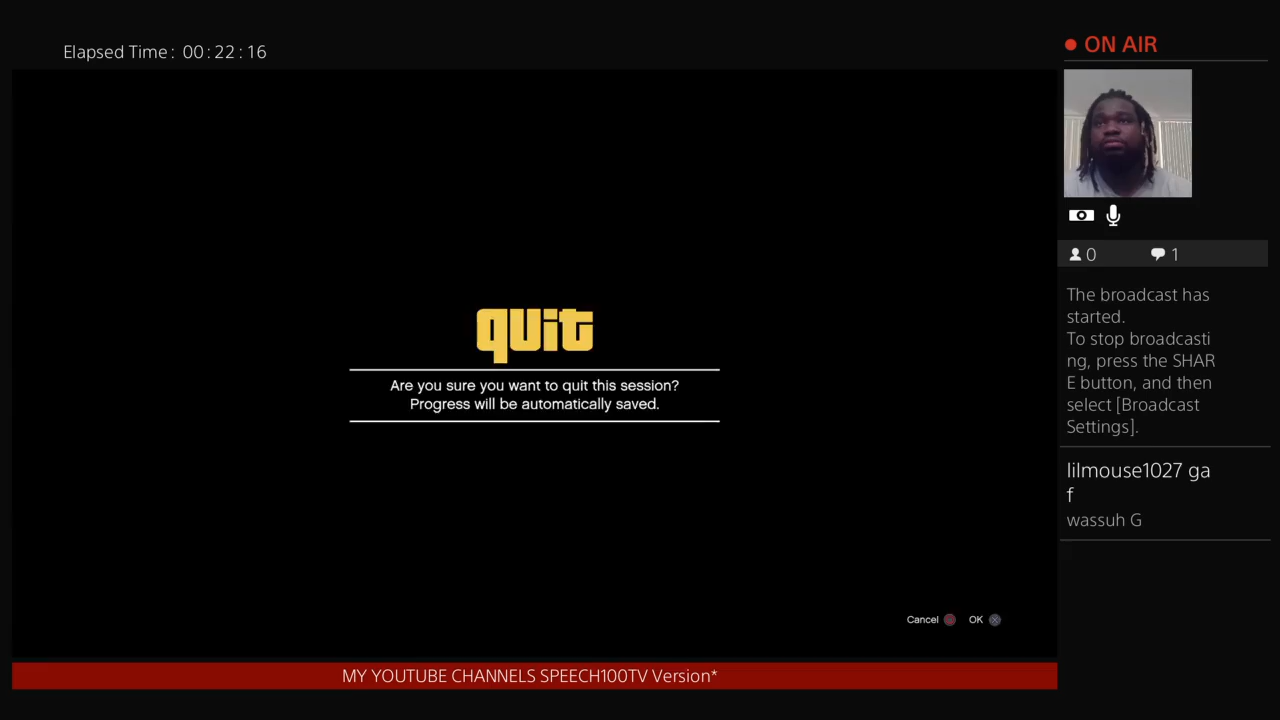 Elapsed Time: 00:22:16
ON AIR
0 1
The broadcast has
started.
To stop broadcasti
ng, press the SHAR
E button, and then
select [Broadcast
Settings].
lilmouse1027 ga
f
wassuh G
quit
Are you sure you want to quit this session?
Progress will be automatically saved.
Cancel OK
MY YOUTUBE CHANNELS SPEECH100TV Version*